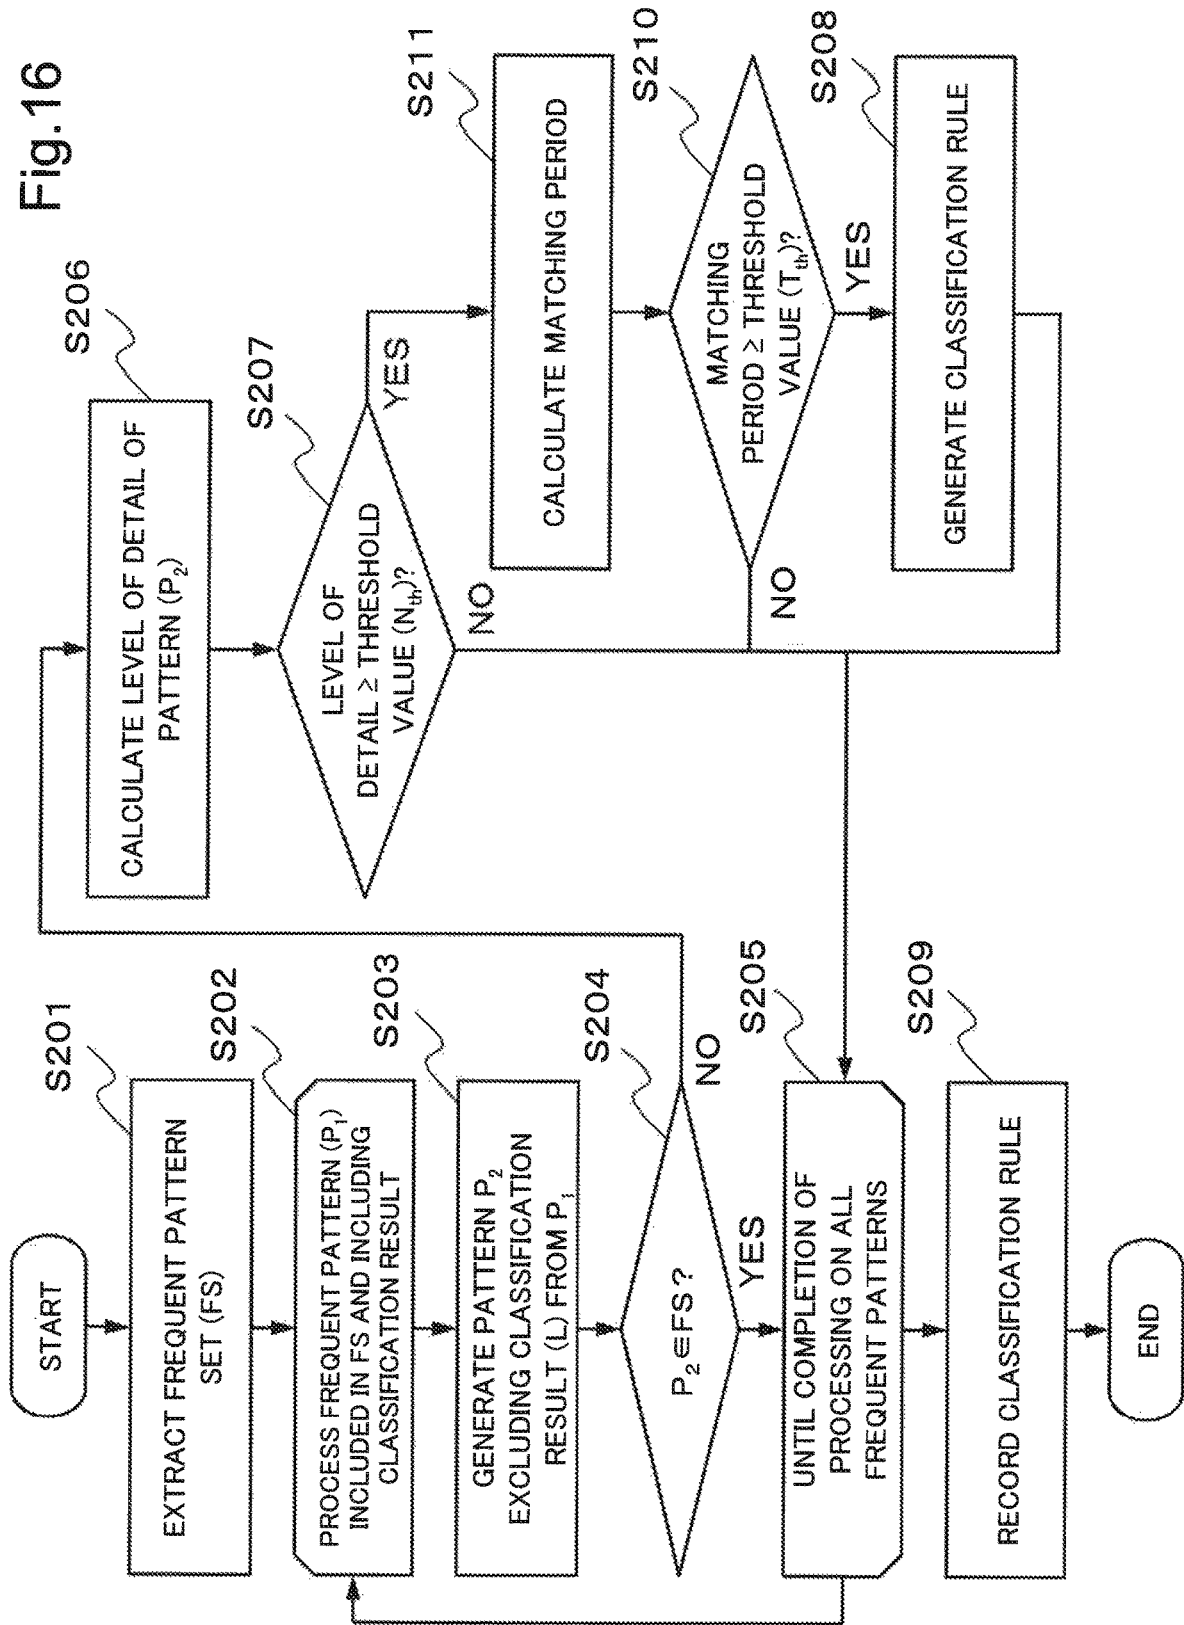 Fig.16
START
S201
EXTRACT FREQUENT PATTERN
SET (FS)
S202
PROCESS FREQUENT PATTERN (P1)
INCLUDED IN FS AND INCLUDING
CLASSIFICATION RESULT
S203
GENERATE PATTERN P2
EXCLUDING CLASSIFICATION
RESULT (L) FROM P1
S204
P2∈FS?
NO
YES
S205
UNTIL COMPLETION OF
PROCESSING ON ALL
FREQUENT PATTERNS
S209
RECORD CLASSIFICATION RULE
END
S206
CALCULATE LEVEL OF DETAIL OF
PATTERN (P2)
S207
LEVEL OF
DETAIL ≥ THRESHOLD
VALUE (Nth)?
YES
NO
S211
CALCULATE MATCHING PERIOD
S210
MATCHING
PERIOD ≥ THRESHOLD
VALUE (Tth)?
NO
YES
S208
GENERATE CLASSIFICATION RULE